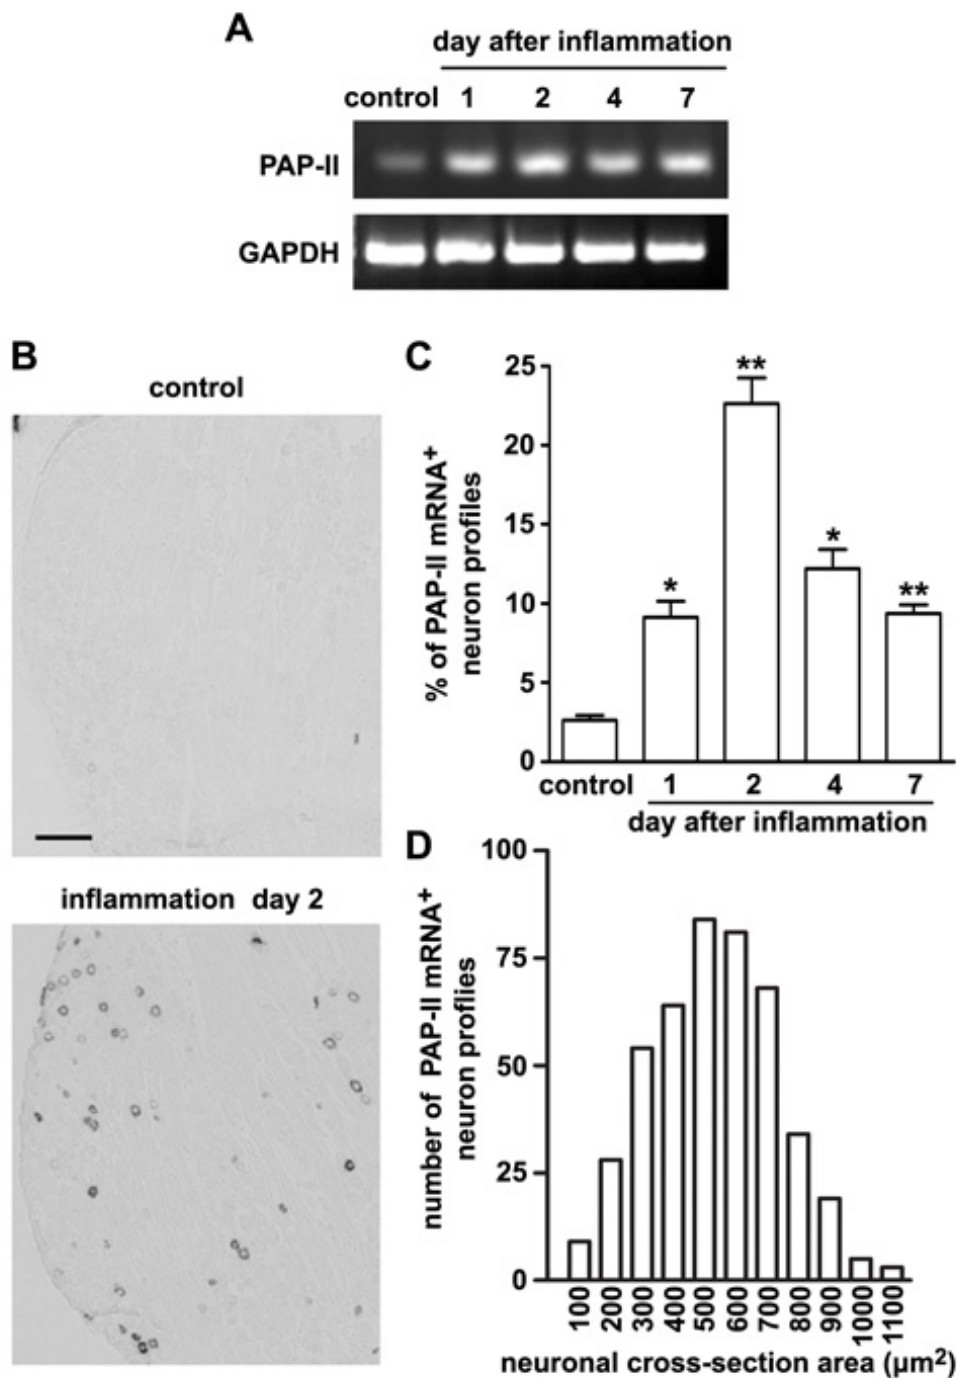 A
day after inflammation
control 1 2 4 7
PAP-II
GAPDH
B
control
inflammation day 2
C
% of PAP-II mRNA+
neuron profiles
25
20
15
10
5
0
** 
* * **
control 1 2 4 7
day after inflammation
D
number of PAP-II mRNA+
neuron proflies
100
75
50
25
0
100 200 300 400 500 600 700 800 900 1000 1100
neuronal cross-section area (µm2)